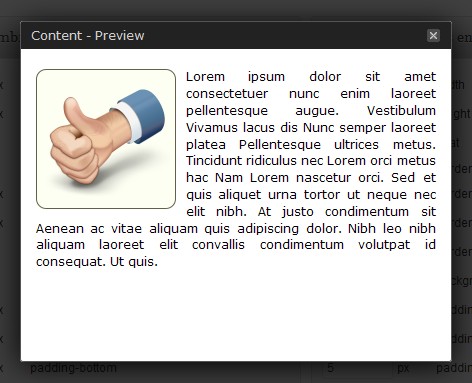 Content - Preview
Lorem ipsum dolor sit amet
consectetuer nunc enim laoreet
pellentesque augue. Vestibulum
Vivamus lacus dis Nunc semper laoreet
platea Pellentesque ultrices metus.
Tincidunt ridiculus nec Lorem orci metus
hac Nam Lorem nascetur orci. Sed et
quis aliquet urna tortor ut neque nec
elit nibh. At justo condimentum sit
Aenean ac vitae aliquam quis adipiscing dolor. Nibh leo nibh
aliquam laoreet elit convallis condimentum volutpat id
consequat. Ut quis.
padding-bottom 5 px